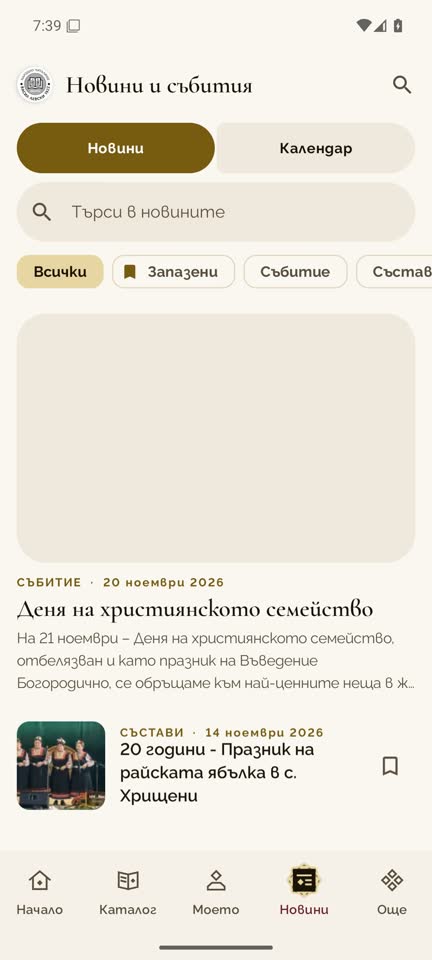 7:39
Новини и събития
Новини
Календар
Търси в новините
Всички
Запазени
Събитие
Състав
СЪБИТИЕ · 20 ноември 2026
Деня на християнското семейство
На 21 ноември – Деня на християнското семейство,
отбелязван и като празник на Въведение
Богородично, се обръщаме към най-ценните неща в ж…
СЪСТАВИ · 14 ноември 2026
20 години - Празник на
райската ябълка в с.
Хрищени
Начало
Каталог
Моето
Новини
Още